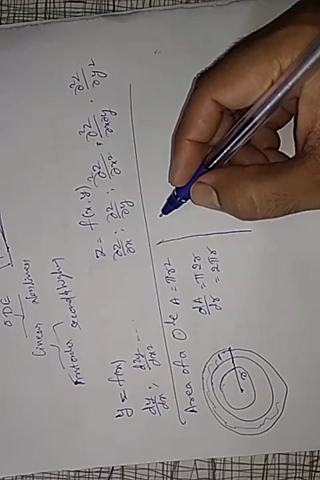 ODE
Linear Nonlinear
y = f(x)
dy/dx ; d²y/dx² ---
z = f(x, y)
∂z/∂x ; ∂z/∂y ; ∂²z/∂x² , ∂²z/∂x∂y , ∂²z/∂y²
Area of a Ole A = πr²
dA/dr = π2r
= 2πr
r